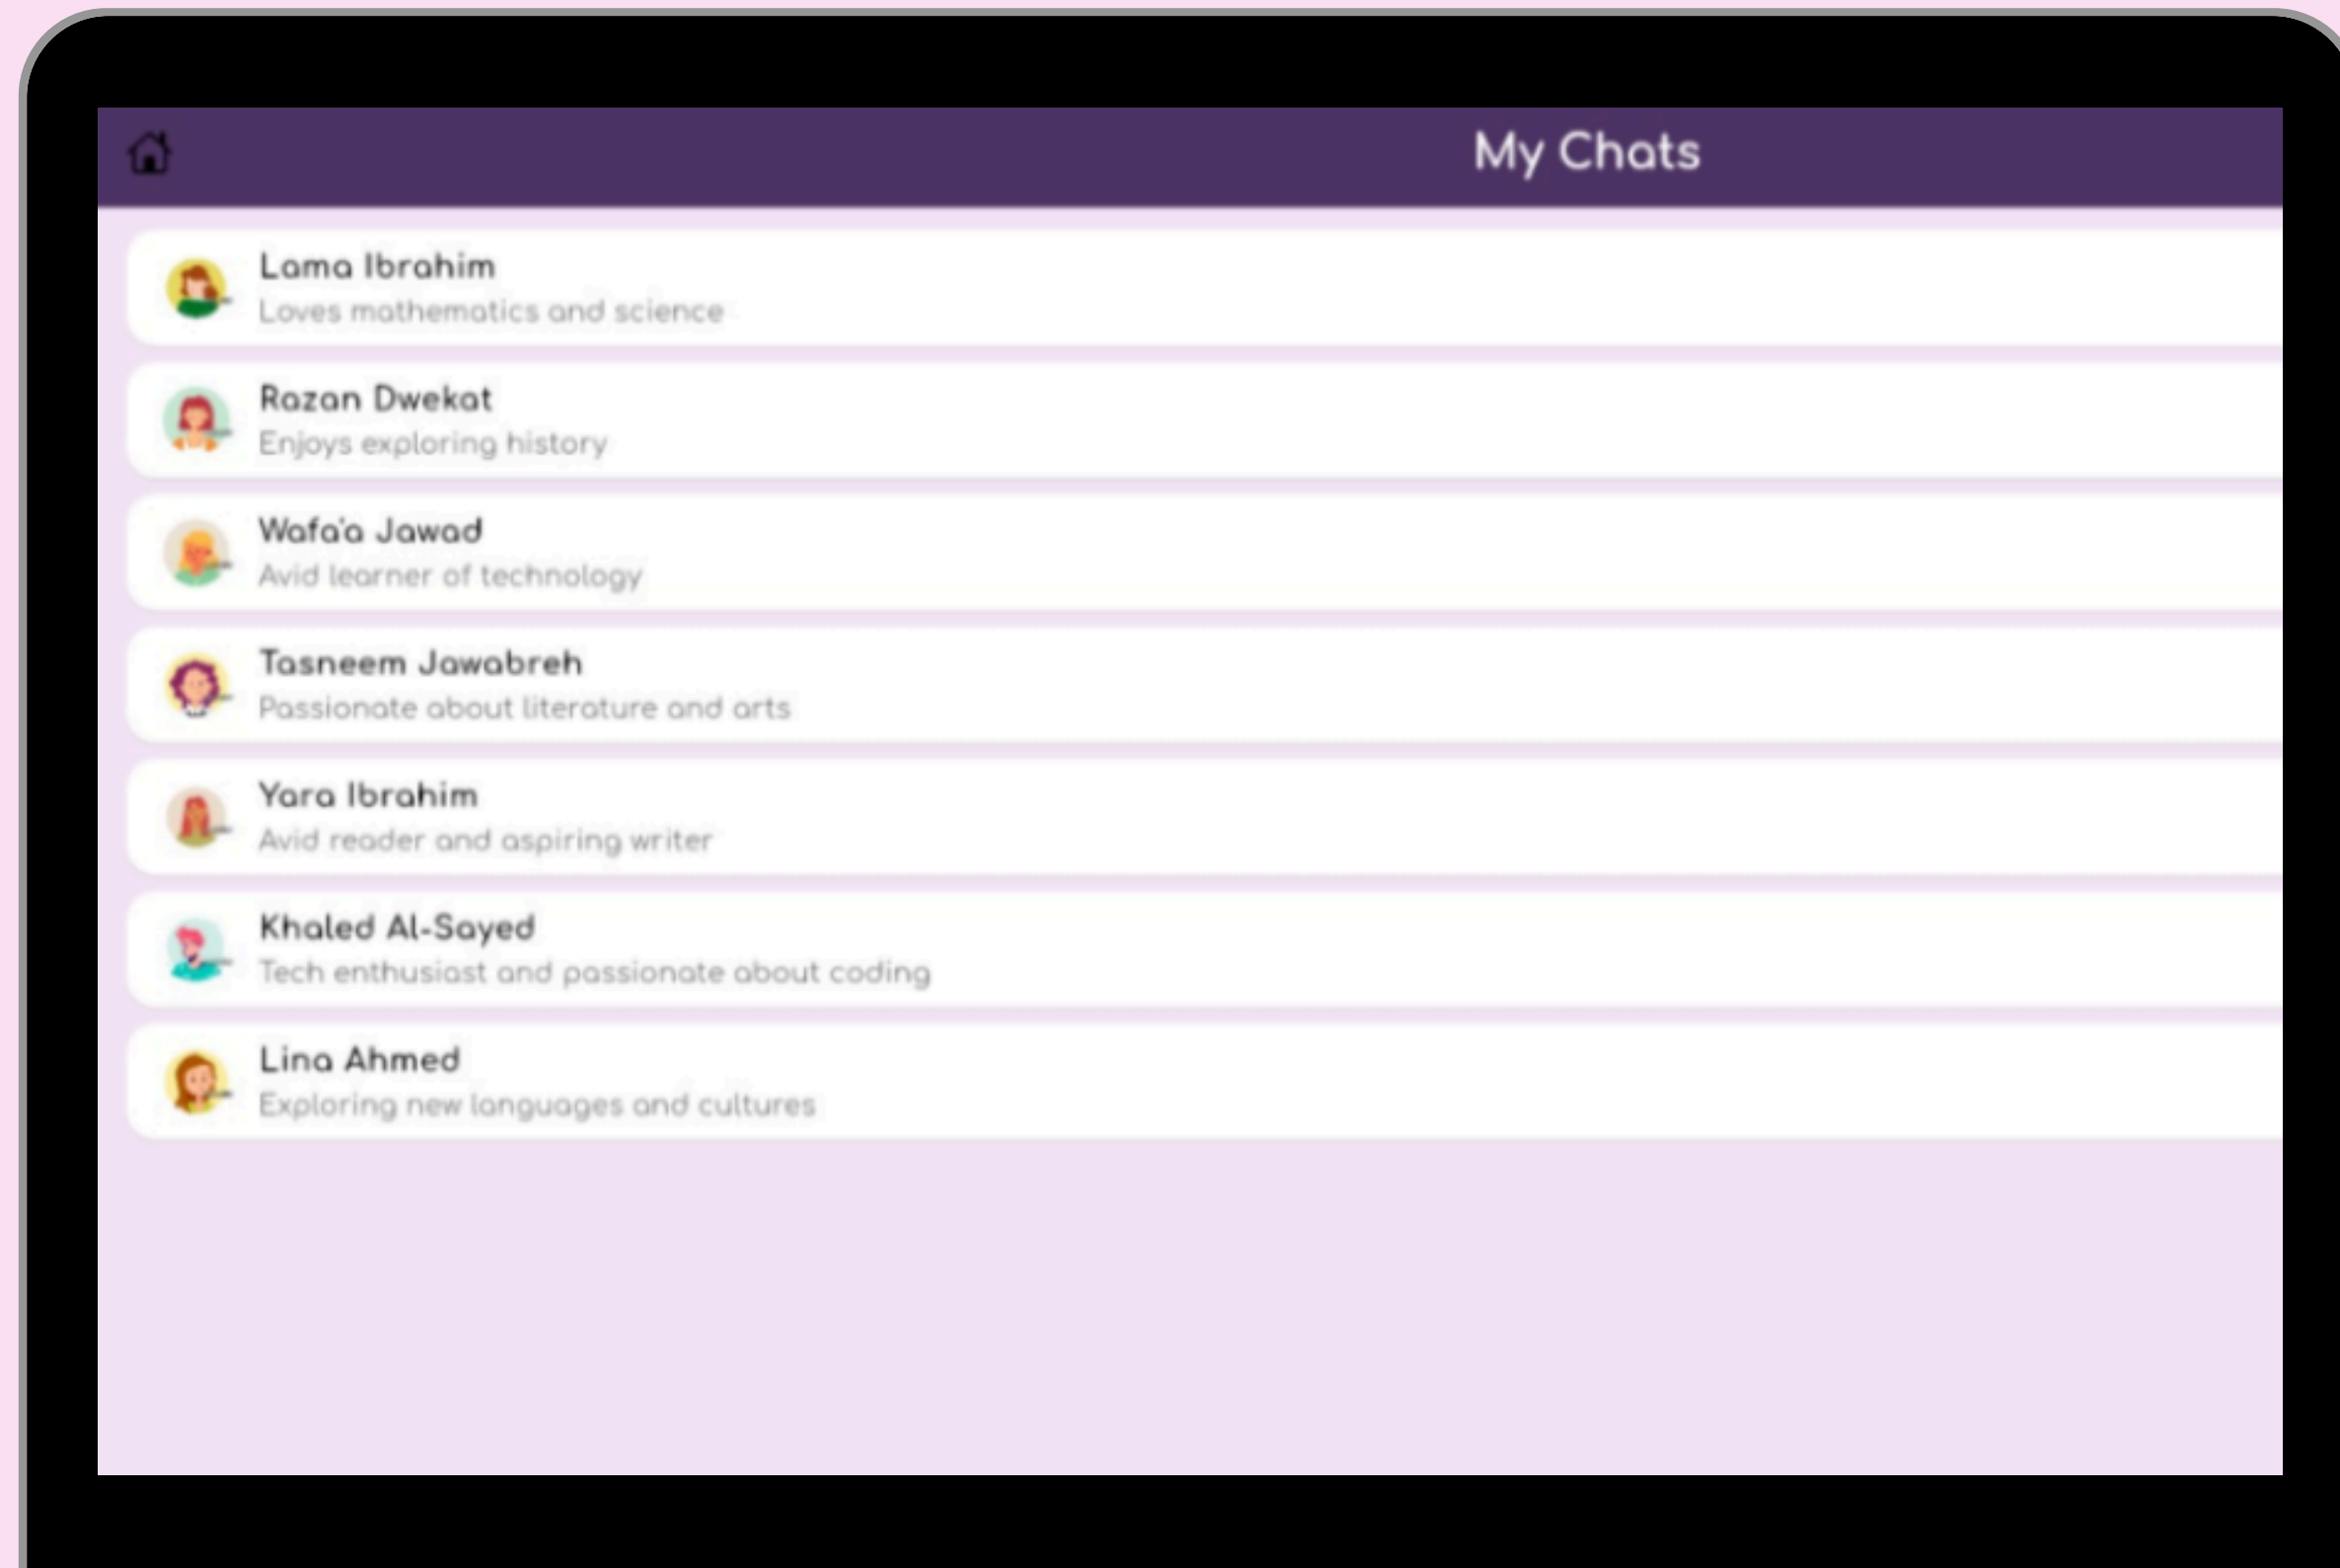 My Chats
Lama Ibrahim
Loves mathematics and science
Razan Dwekat
Enjoys exploring history
Wafa'a Jawad
Avid learner of technology
Tasneem Jawabreh
Passionate about literature and arts
Yara Ibrahim
Avid reader and aspiring writer
Khaled Al-Sayed
Tech enthusiast and passionate about coding
Lina Ahmed
Exploring new languages and cultures